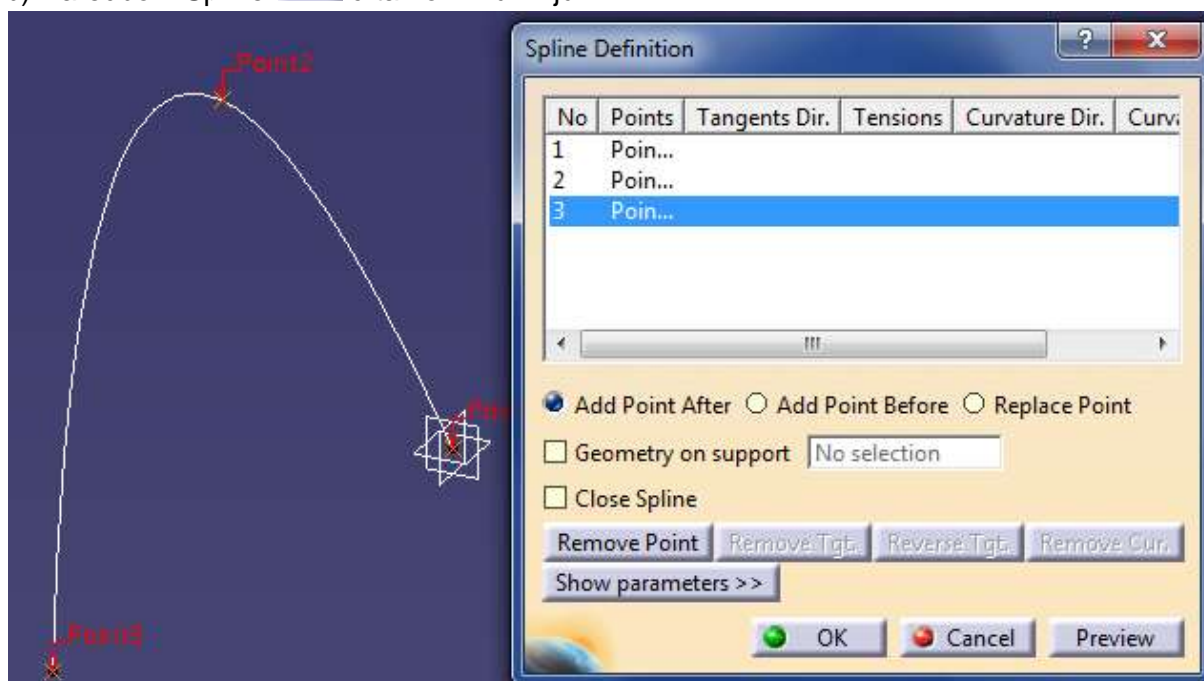 Point2
Point3
Spline Definition
No Points Tangents Dir. Tensions Curvature Dir.
1 Poin...
2 Poin...
3 Poin...
Add Point After Add Point Before Replace Point
Geometry on support No selection
Close Spline
Remove Point Remove Tgt. Reverse Tgt. Remove Cur.
Show parameters >>
OK Cancel Preview